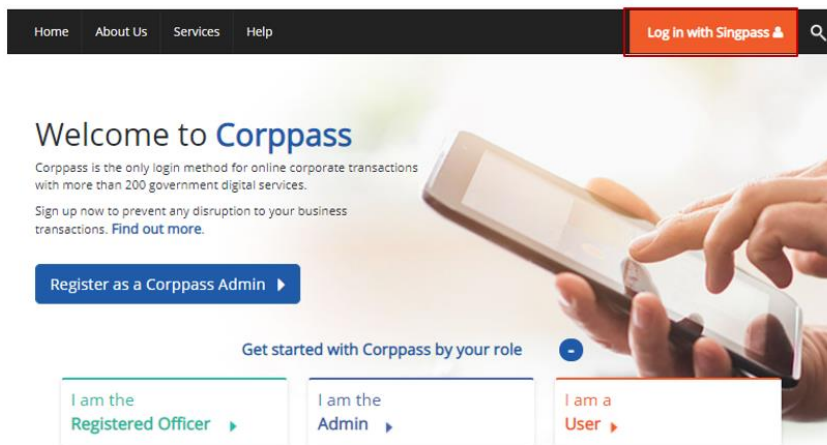 Home About Us Services Help Log in with Singpass
Welcome to Corppass
Corppass is the only login method for online corporate transactions
with more than 200 government digital services.
Sign up now to prevent any disruption to your business
transactions. Find out more.
Register as a Corppass Admin
Get started with Corppass by your role -
I am the
Registered Officer
I am the
Admin
I am a
User